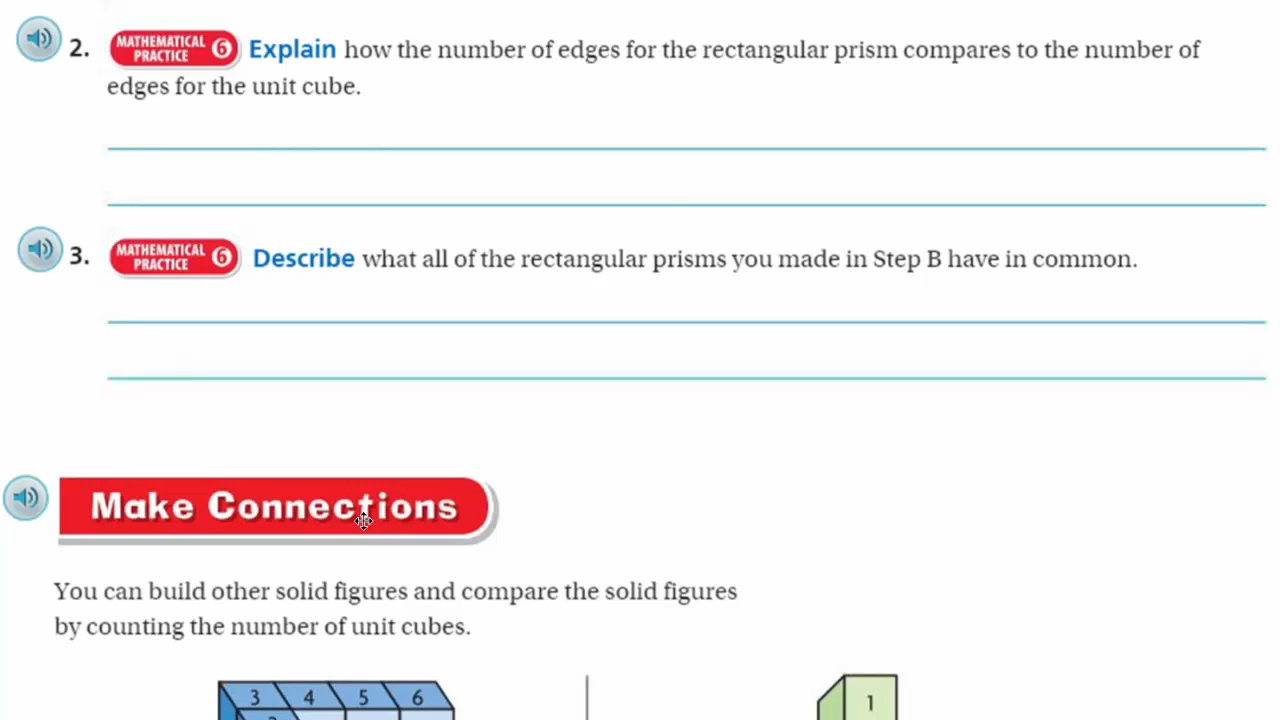 2. MATHEMATICAL PRACTICE 6 Explain how the number of edges for the rectangular prism compares to the number of
edges for the unit cube.
3. MATHEMATICAL PRACTICE 6 Describe what all of the rectangular prisms you made in Step B have in common.
Make Connections
You can build other solid figures and compare the solid figures
by counting the number of unit cubes.
3 4 5 6
1